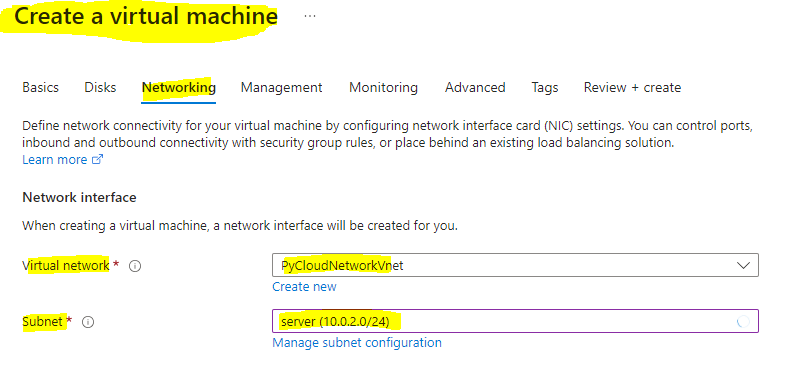 Create a virtual machine ...
Basics Disks Networking Management Monitoring Advanced Tags Review + create
Define network connectivity for your virtual machine by configuring network interface card (NIC) settings. You can control ports,
inbound and outbound connectivity with security group rules, or place behind an existing load balancing solution.
Learn more
Network interface
When creating a virtual machine, a network interface will be created for you.
Virtual network * PyCloudNetworkVnet
Create new
Subnet * server (10.0.2.0/24)
Manage subnet configuration